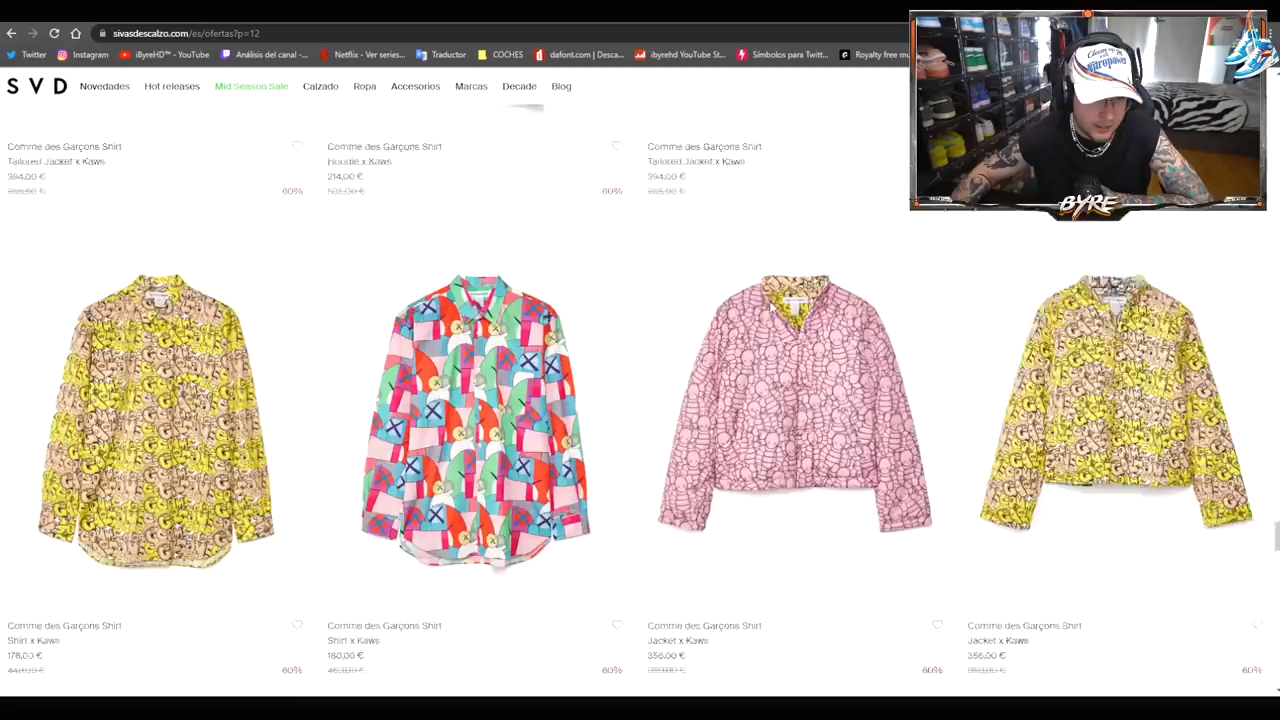 sivasdescalzo.com/es/ofertas?p=12
Twitter Instagram iByreHD™ - YouTube Análisis del canal -... Netflix - Ver series... Traductor COCHES dafont.com | Desca... ibyrehd YouTube St... Símbolos para Twitt... Royalty free mu
SVD Novedades Hot releases Mid Season Sale Calzado Ropa Accesorios Marcas Decade Blog
Comme des Garçons Shirt Comme des Garçons Shirt Comme des Garçons Shirt
Tailored Jacket x Kaws Hoodie x Kaws Tailored Jacket x Kaws
394,00 € 214,00 € 394,00 €
60% 60%
BYRE
Comme des Garçons Shirt Comme des Garçons Shirt Comme des Garçons Shirt Comme des Garçons Shirt
Shirt x Kaws Shirt x Kaws Jacket x Kaws Jacket x Kaws
178,00 € 180,00 € 356,00 € 356,00 €
60% 60% 60% 60%